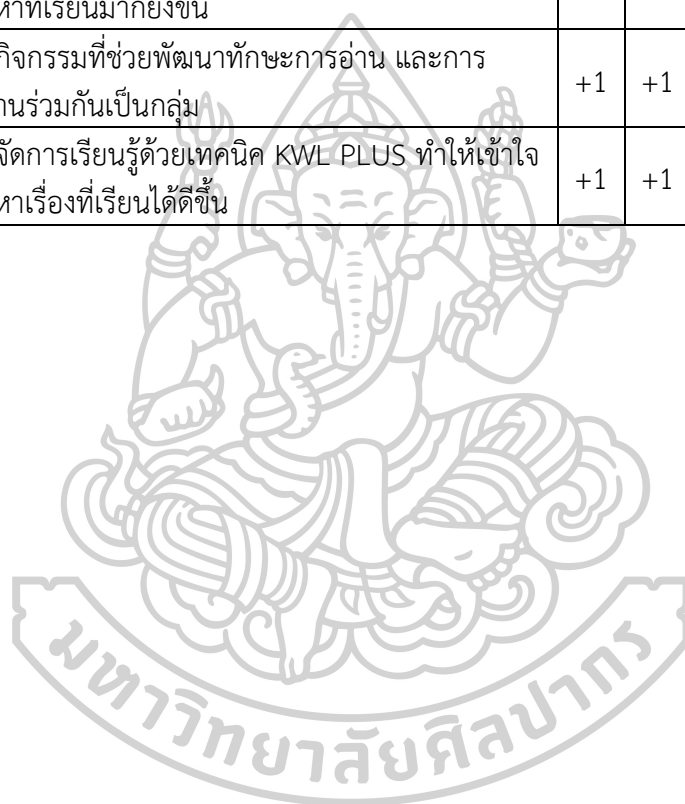 หาที่เรียนมากยิ่งขึ้น
กิจกรรมที่ช่วยพัฒนาทักษะการอ่าน และการ
+1 +1
านร่วมกันเป็นกลุ่ม
จัดการเรียนรู้ด้วยเทคนิค KWL PLUS ทำให้เข้าใจ
+1 +1
หาเรื่องที่เรียนได้ดีขึ้น
มหาวิทยาลัยศิลปากร